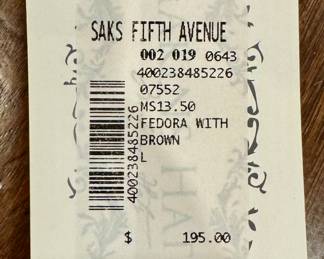 SAKS FIFTH AVENUE
002 019 0643
400238485226
07552
MS13.50
FEDORA WITH
BROWN
L
400238485226
$ 195.00